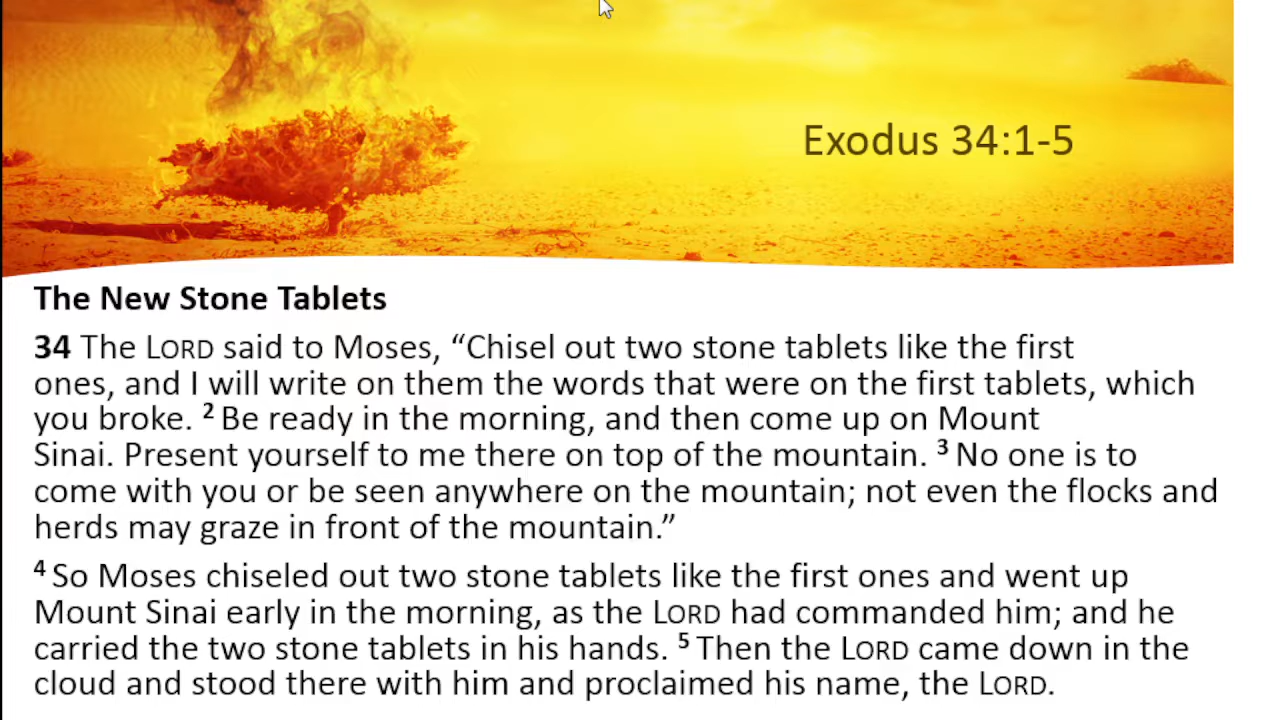 Exodus 34:1-5
The New Stone Tablets
34 The LORD said to Moses, “Chisel out two stone tablets like the first
ones, and I will write on them the words that were on the first tablets, which
you broke. 2 Be ready in the morning, and then come up on Mount
Sinai. Present yourself to me there on top of the mountain. 3 No one is to
come with you or be seen anywhere on the mountain; not even the flocks and
herds may graze in front of the mountain.”
4 So Moses chiseled out two stone tablets like the first ones and went up
Mount Sinai early in the morning, as the LORD had commanded him; and he
carried the two stone tablets in his hands. 5 Then the LORD came down in the
cloud and stood there with him and proclaimed his name, the LORD.